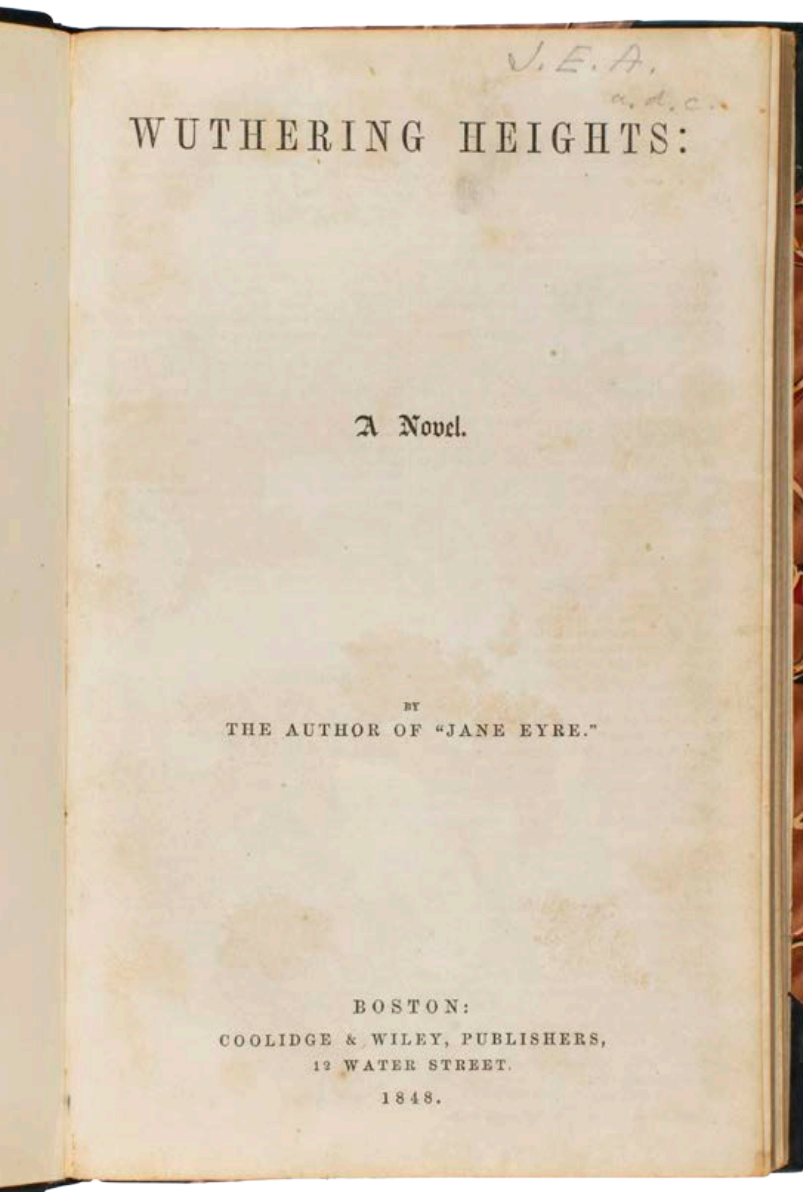 J.E.A.
a.d.c.
WUTHERING HEIGHTS:
A Novel.
BY
THE AUTHOR OF “JANE EYRE.”
BOSTON:
COOLIDGE & WILEY, PUBLISHERS,
12 WATER STREET.
1848.